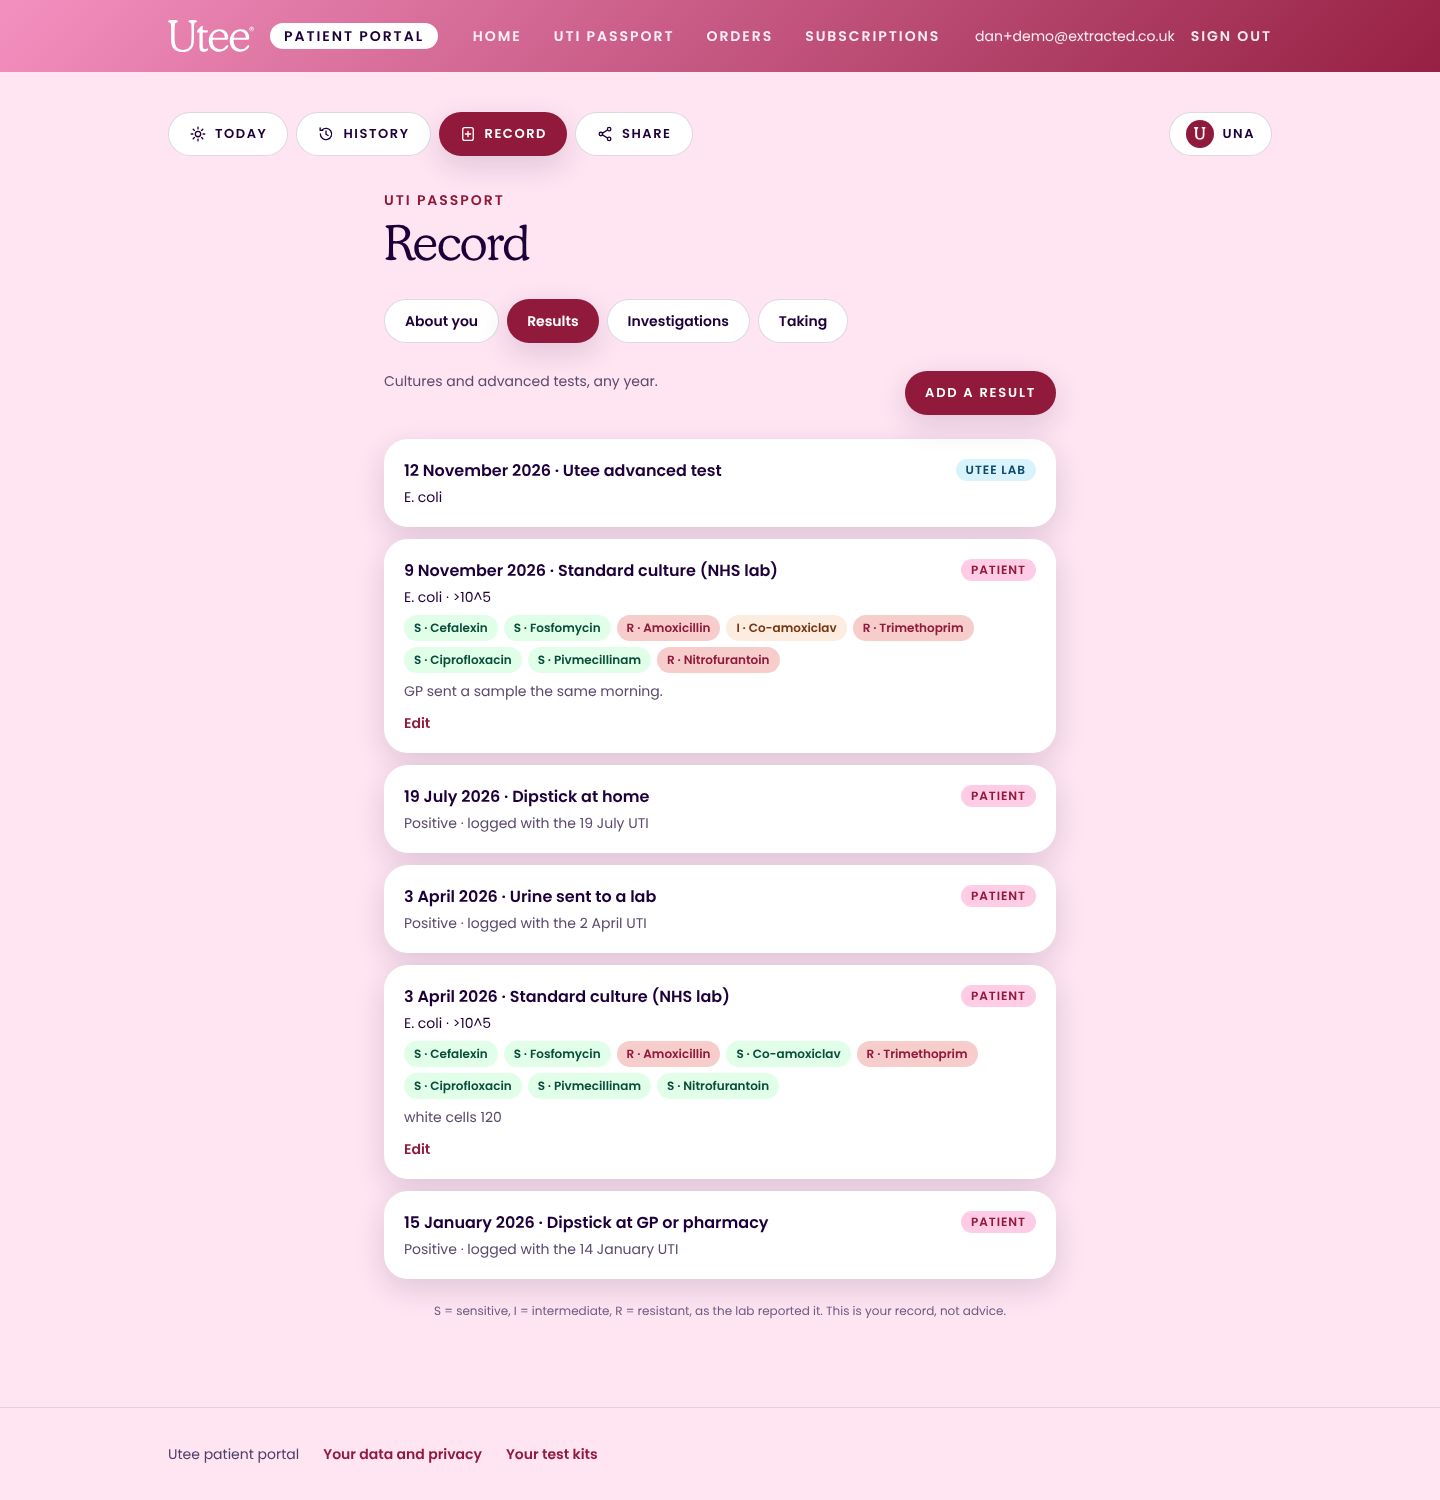 Utee® PATIENT PORTAL HOME UTI PASSPORT ORDERS SUBSCRIPTIONS dan+demo@extracted.co.uk SIGN OUT
TODAY HISTORY RECORD SHARE U UNA
UTI PASSPORT
Record
About you Results Investigations Taking
Cultures and advanced tests, any year.
ADD A RESULT
12 November 2026 · Utee advanced test UTEE LAB
E. coli
9 November 2026 · Standard culture (NHS lab) PATIENT
E. coli · >10^5
S · Cefalexin S · Fosfomycin R · Amoxicillin I · Co-amoxiclav R · Trimethoprim
S · Ciprofloxacin S · Pivmecillinam R · Nitrofurantoin
GP sent a sample the same morning.
Edit
19 July 2026 · Dipstick at home PATIENT
Positive · logged with the 19 July UTI
3 April 2026 · Urine sent to a lab PATIENT
Positive · logged with the 2 April UTI
3 April 2026 · Standard culture (NHS lab) PATIENT
E. coli · >10^5
S · Cefalexin S · Fosfomycin R · Amoxicillin S · Co-amoxiclav R · Trimethoprim
S · Ciprofloxacin S · Pivmecillinam S · Nitrofurantoin
white cells 120
Edit
15 January 2026 · Dipstick at GP or pharmacy PATIENT
Positive · logged with the 14 January UTI
S = sensitive, I = intermediate, R = resistant, as the lab reported it. This is your record, not advice.
Utee patient portal Your data and privacy Your test kits